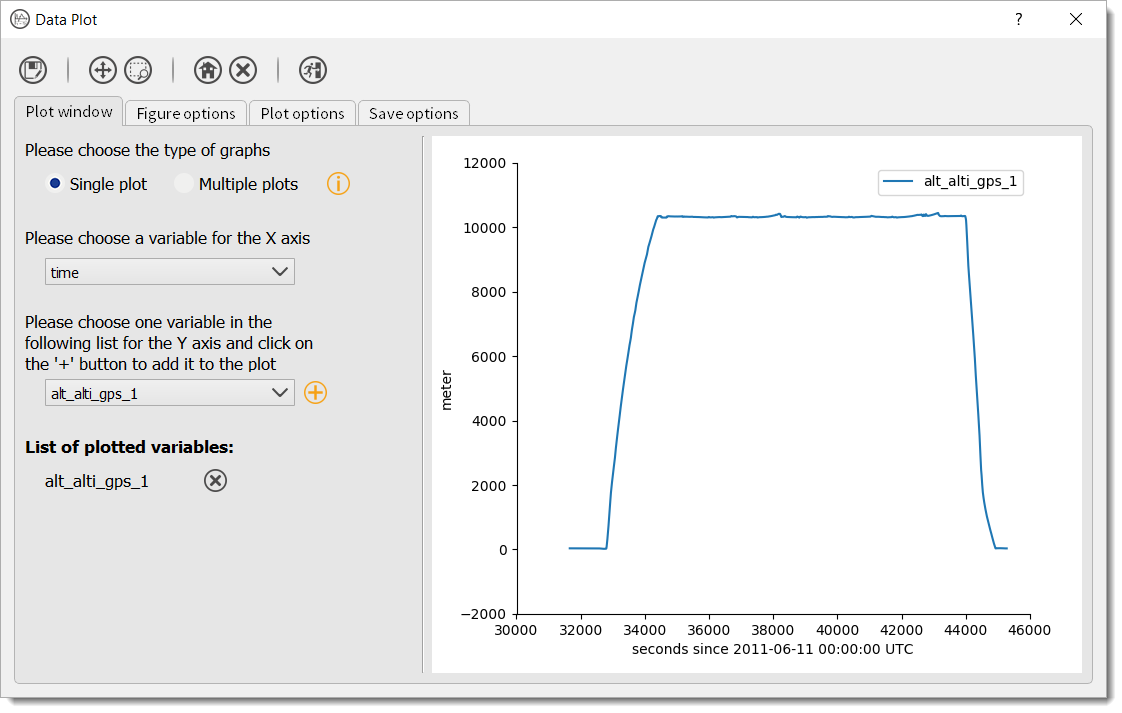 Data Plot
?
Plot window
Figure options
Plot options
Save options
Please choose the type of graphs
Single plot
Multiple plots
Please choose a variable for the X axis
time
Please choose one variable in the
following list for the Y axis and click on
the '+' button to add it to the plot
alt_alti_gps_1
List of plotted variables:
alt_alti_gps_1
alt_alti_gps_1
12000
10000
8000
6000
4000
2000
0
−2000
meter
30000 32000 34000 36000 38000 40000 42000 44000 46000
seconds since 2011-06-11 00:00:00 UTC